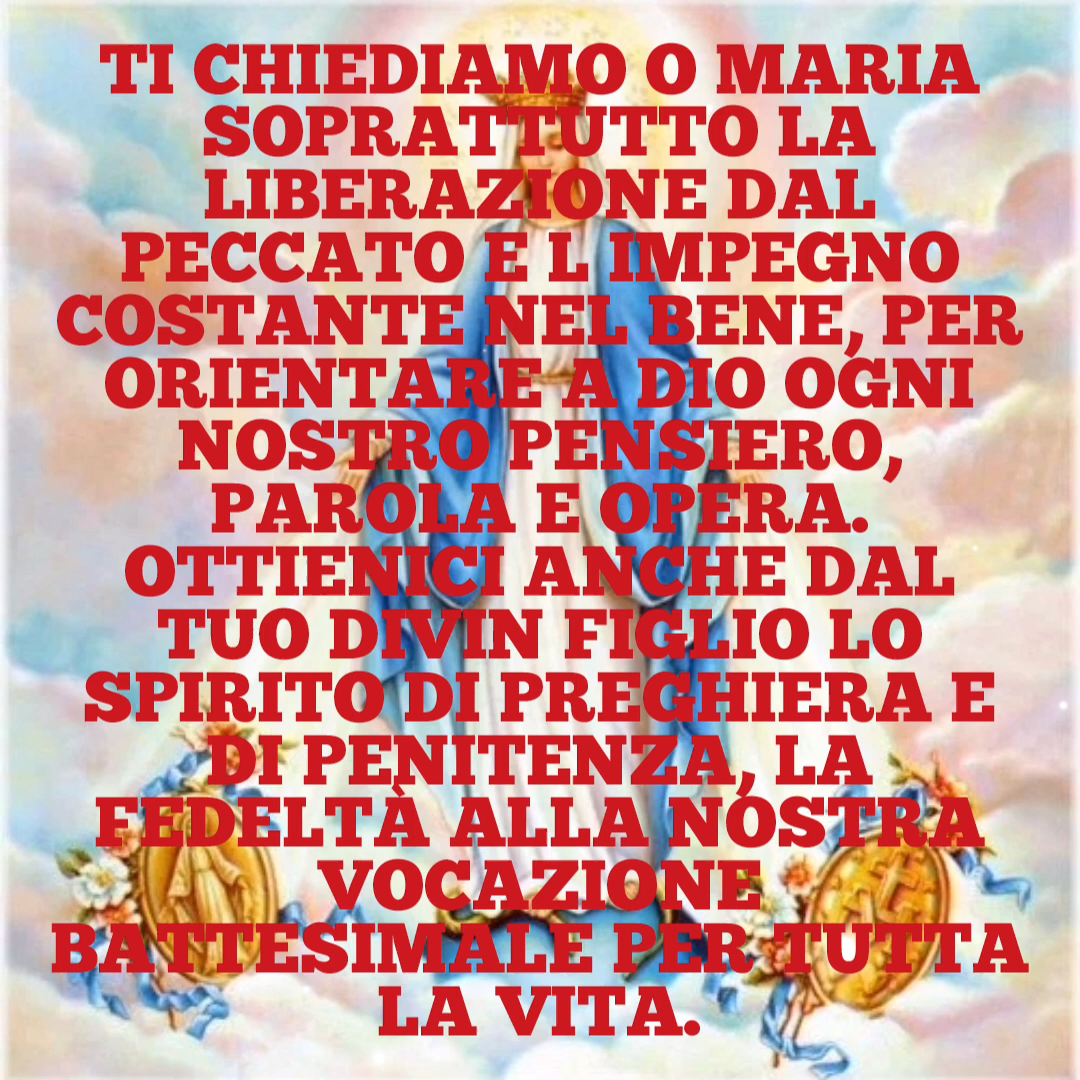 TI CHIEDIAMO O MARIA
SOPRATTUTTO LA
LIBERAZIONE DAL
PECCATO E L IMPEGNO
COSTANTE NEL BENE, PER
ORIENTARE A DIO OGNI
NOSTRO PENSIERO,
PAROLA E OPERA.
OTTIENICI ANCHE DAL
TUO DIVIN FIGLIO LO
SPIRITO DI PREGHIERA E
DI PENITENZA, LA
FEDELTÀ ALLA NOSTRA
VOCAZIONE
BATTESIMALE PER TUTTA
LA VITA.